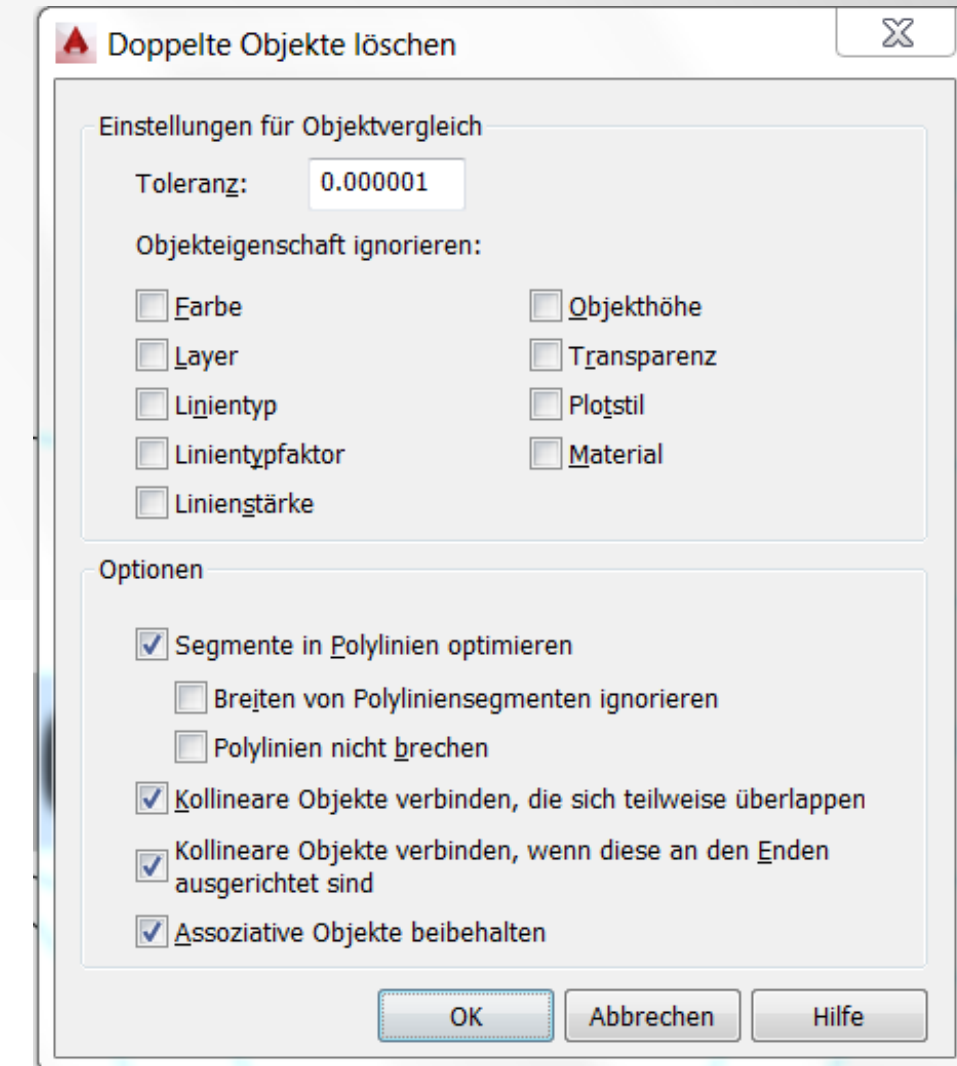 Doppelte Objekte löschen
Einstellungen für Objektvergleich
Toleranz: 0.000001
Objekteigenschaft ignorieren:
Farbe
Objekthöhe
Layer
Transparenz
Linientyp
Plotstil
Linientypfaktor
Material
Linienstärke
Optionen
Segmente in Polylinien optimieren
Breiten von Polyliniensegmenten ignorieren
Polylinien nicht brechen
Kollineare Objekte verbinden, die sich teilweise überlappen
Kollineare Objekte verbinden, wenn diese an den Enden
ausgerichtet sind
Assoziative Objekte beibehalten
OK
Abbrechen
Hilfe